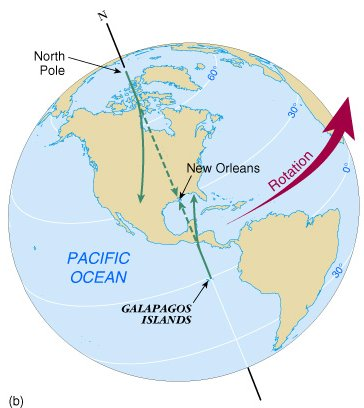 N
North
Pole
60°
30°
New Orleans
Rotation
0°
PACIFIC
OCEAN
30°
GALAPAGOS
ISLANDS
(b)